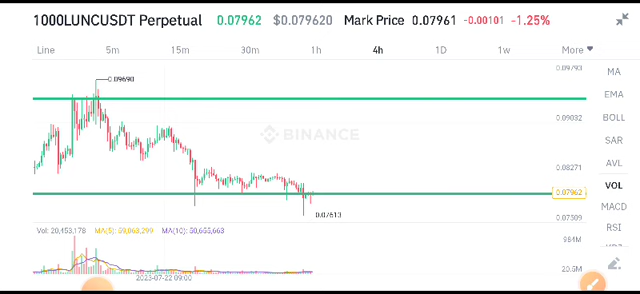 1000LUNCUSDT Perpetual 0.07962 $0.079620 Mark Price 0.07961 -0.00101 -1.25%
Line 5m 15m 30m 1h 4h 1D 1w More
0.09793
0.09690
0.09032
BINANCE
0.08271
0.07962
0.07613
0.07509
MA
EMA
BOLL
SAR
AVL
VOL
MACD
RSI
Vol: 20,453,178 MA(5): 59,063,299 MA(10): 50,655,663
984M
20.5M
2023-07-22 09:00